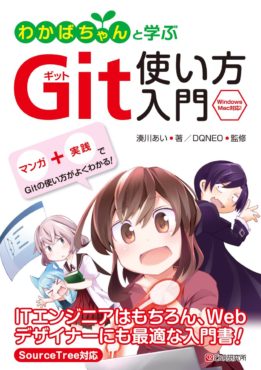 わかばちゃんと学ぶ
ギット
Git使い方入門
Windows Mac対応!
湊川あい・著/DQNEO・監修
マンガ+実践で
Gitの使い方がよくわかる!
ITエンジニアはもちろん、Web
デザイナーにも最適な入門書!
SourceTree対応
C&R研究所